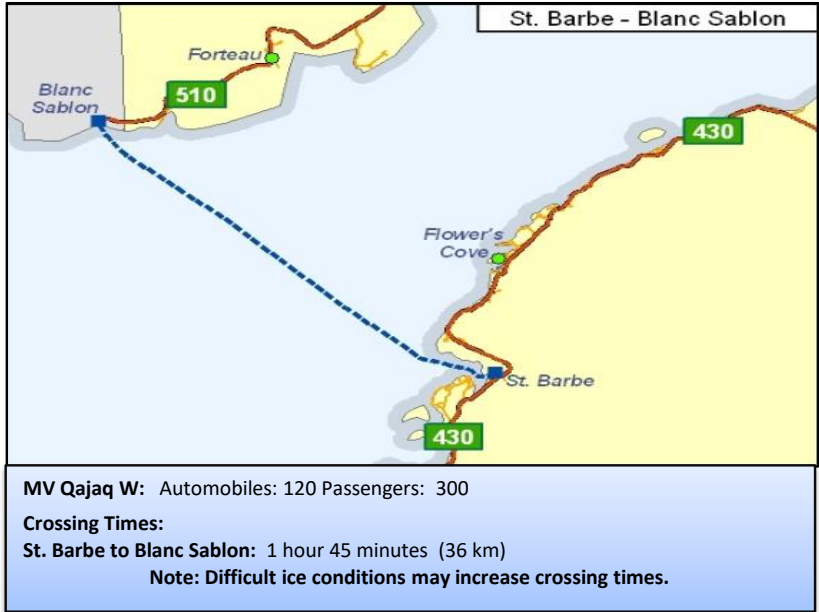 St. Barbe - Blanc Sablon
Forteau
Blanc
Sablon
510
430
Flower's
Cove
St. Barbe
430
MV Qajaq W: Automobiles: 120 Passengers: 300
Crossing Times:
St. Barbe to Blanc Sablon: 1 hour 45 minutes (36 km)
Note: Difficult ice conditions may increase crossing times.